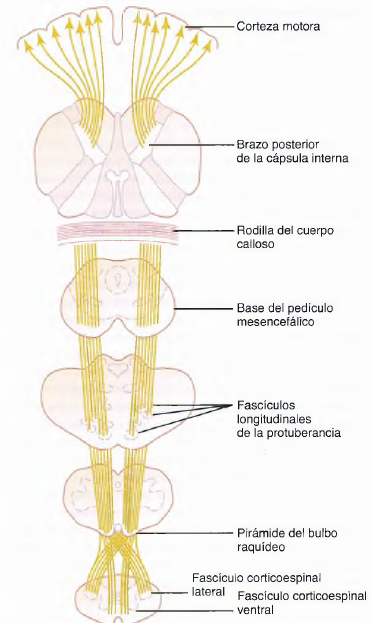 Corteza motora
Brazo posterior
de la cápsula interna
Rodilla del cuerpo
calloso
Base del pedículo
mesencefálico
Fascículos
longitudinales
de la protuberancia
Pirámide del bulbo
raquídeo
Fascículo corticoespinal
lateral
Fascículo corticoespinal
ventral